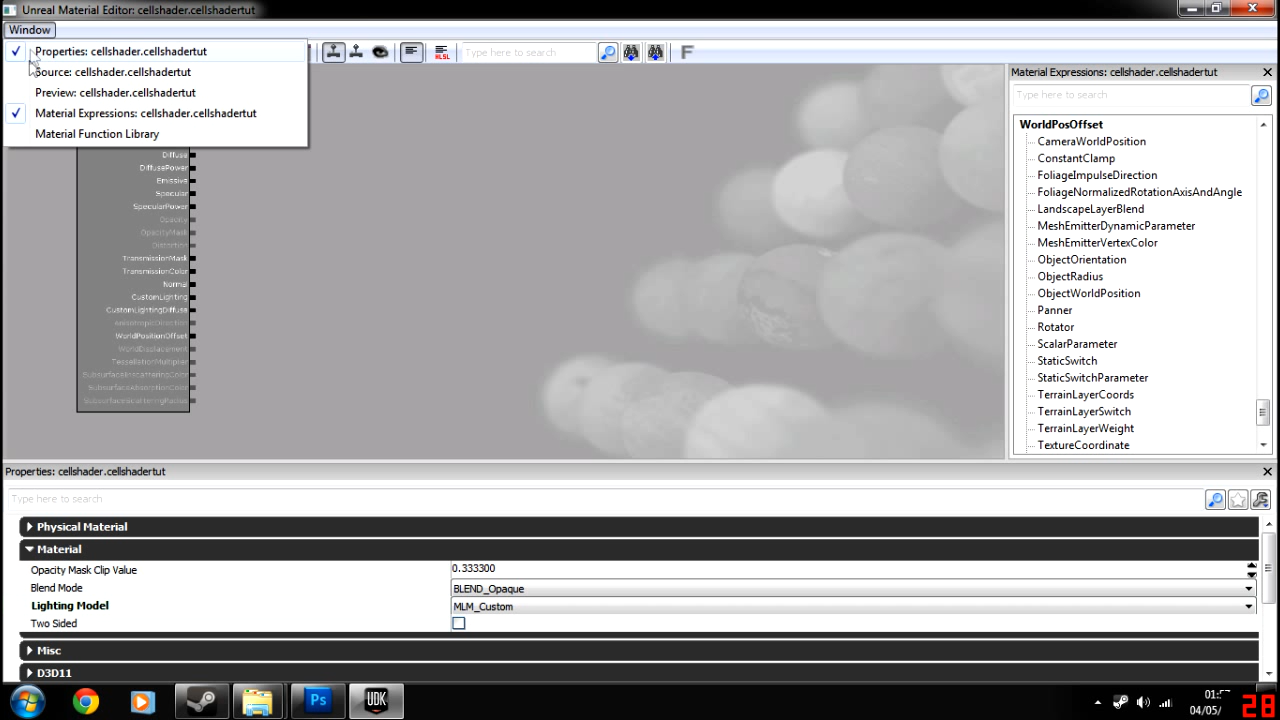 Unreal Material Editor: cellshader.cellshadertut
Window
Properties: cellshader.cellshadertut
Source: cellshader.cellshadertut
Preview: cellshader.cellshadertut
Material Expressions: cellshader.cellshadertut
Material Function Library
HLSL
Type here to search
F
Diffuse
DiffusePower
Emissive
Specular
SpecularPower
Opacity
OpacityMask
Distortion
TransmissionMask
TransmissionColor
Normal
CustomLighting
CustomLightingDiffuse
AnisotropicDirection
WorldPositionOffset
WorldDisplacement
TessellationMultiplier
SubsurfaceInscatteringColor
SubsurfaceAbsorptionColor
SubsurfaceScatteringRadius
Material Expressions: cellshader.cellshadertut
Type here to search
WorldPosOffset
CameraWorldPosition
ConstantClamp
FoliageImpulseDirection
FoliageNormalizedRotationAxisAndAngle
LandscapeLayerBlend
MeshEmitterDynamicParameter
MeshEmitterVertexColor
ObjectOrientation
ObjectRadius
ObjectWorldPosition
Panner
Rotator
ScalarParameter
StaticSwitch
StaticSwitchParameter
TerrainLayerCoords
TerrainLayerSwitch
TerrainLayerWeight
TextureCoordinate
Properties: cellshader.cellshadertut
Type here to search
Physical Material
Material
Opacity Mask Clip Value 0.333300
Blend Mode BLEND_Opaque
Lighting Model MLM_Custom
Two Sided
Misc
D3D11
Ps
UDK
04/05/
28